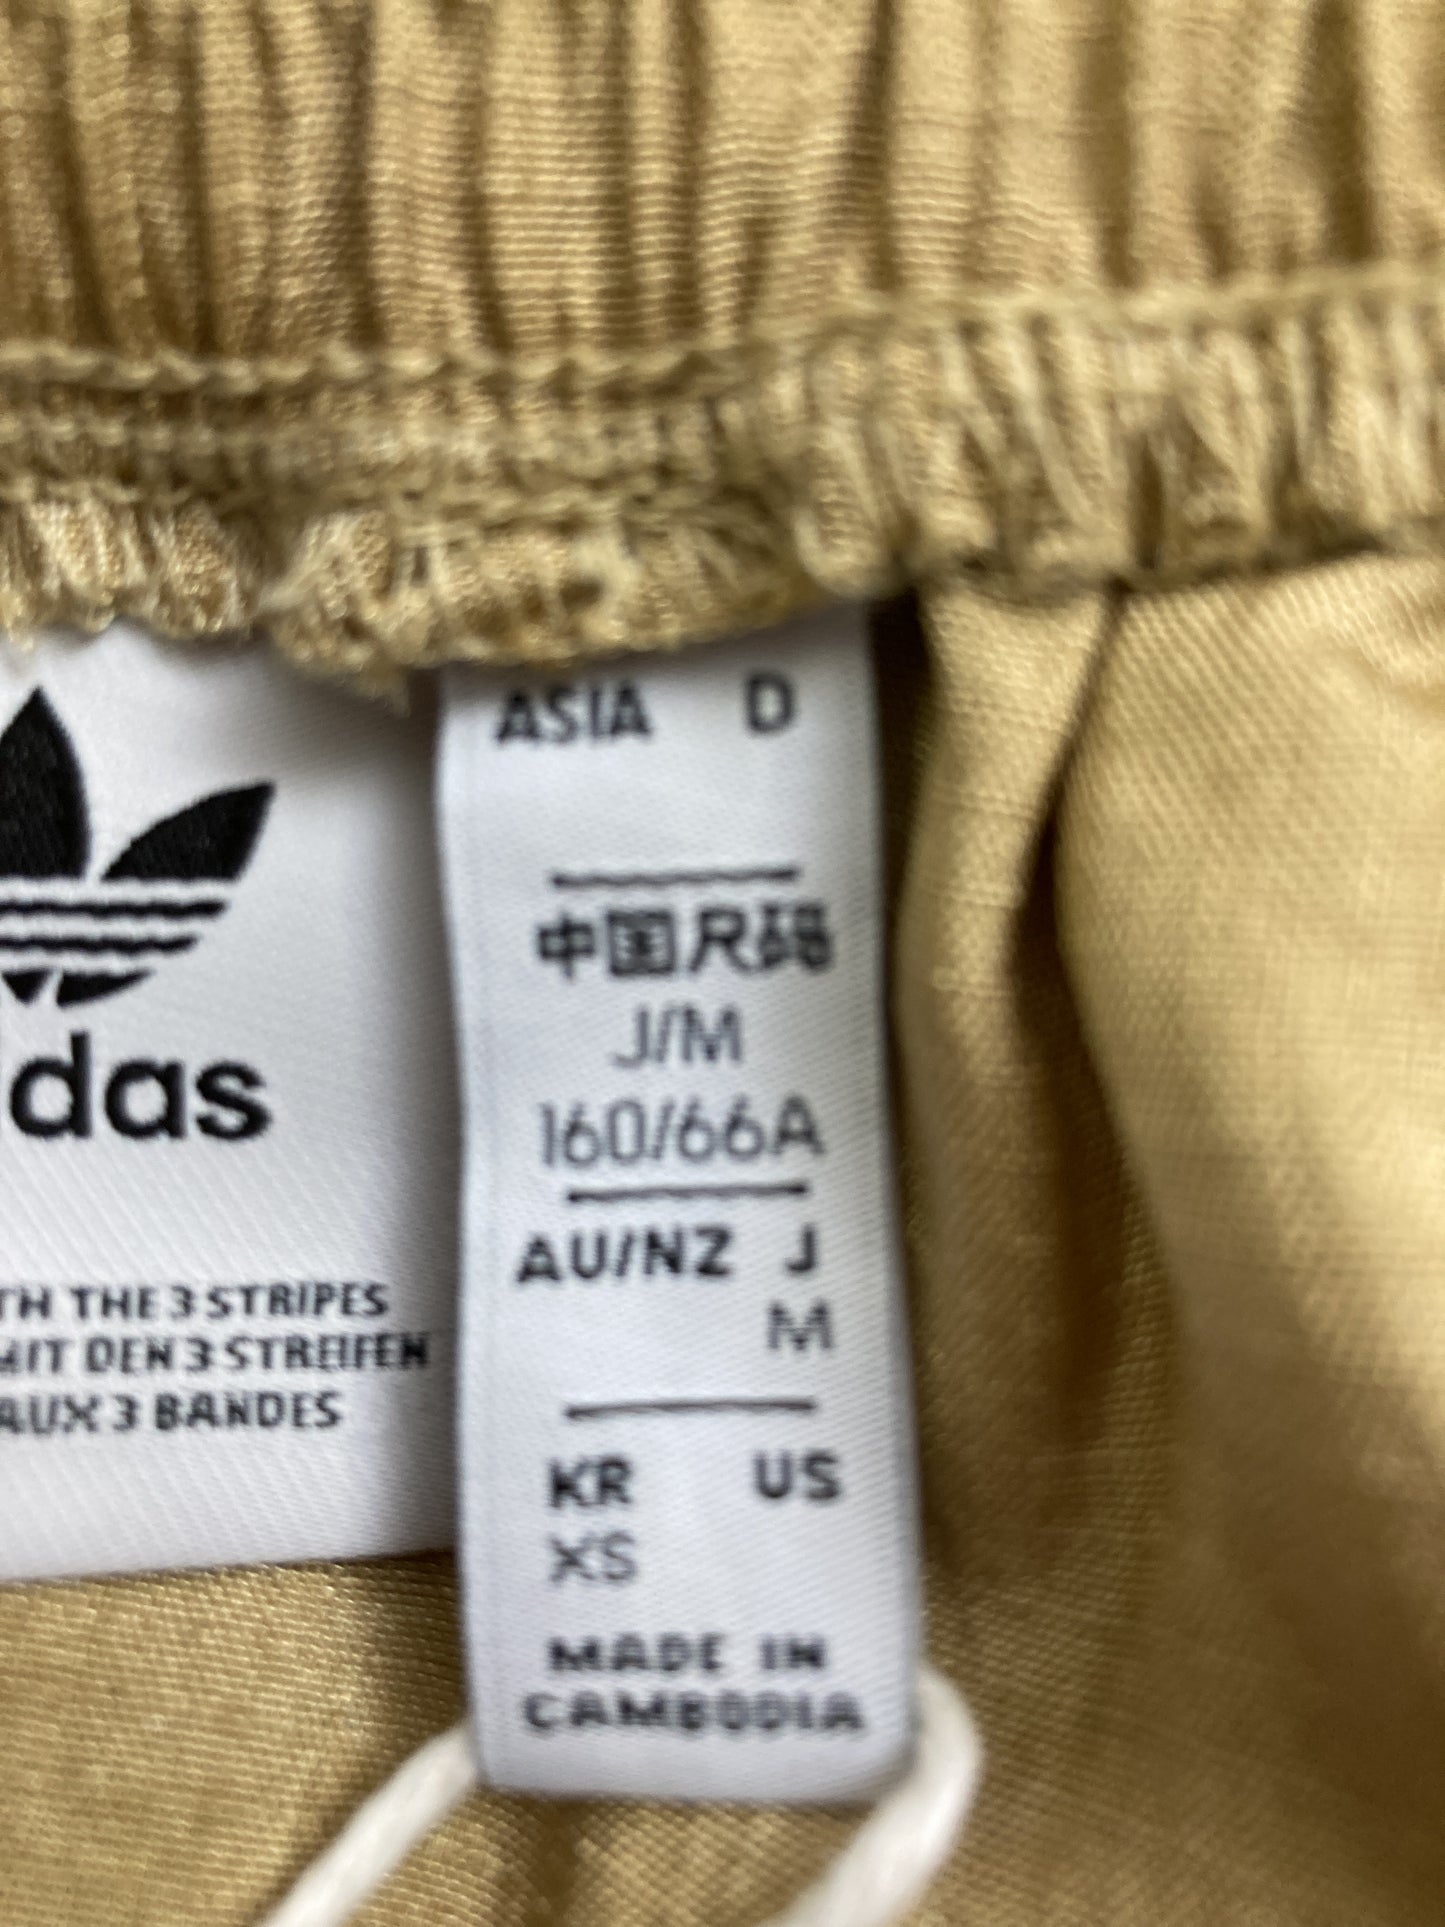 das
TH THE 3 STRIPES
MIT DEN 3 STREIFEN
AUX 3 BANDES
ASIA D
中国尺码
J/M
160/66A
AU/NZ J
M
KR US
XS
MADE IN
CAMBODIA